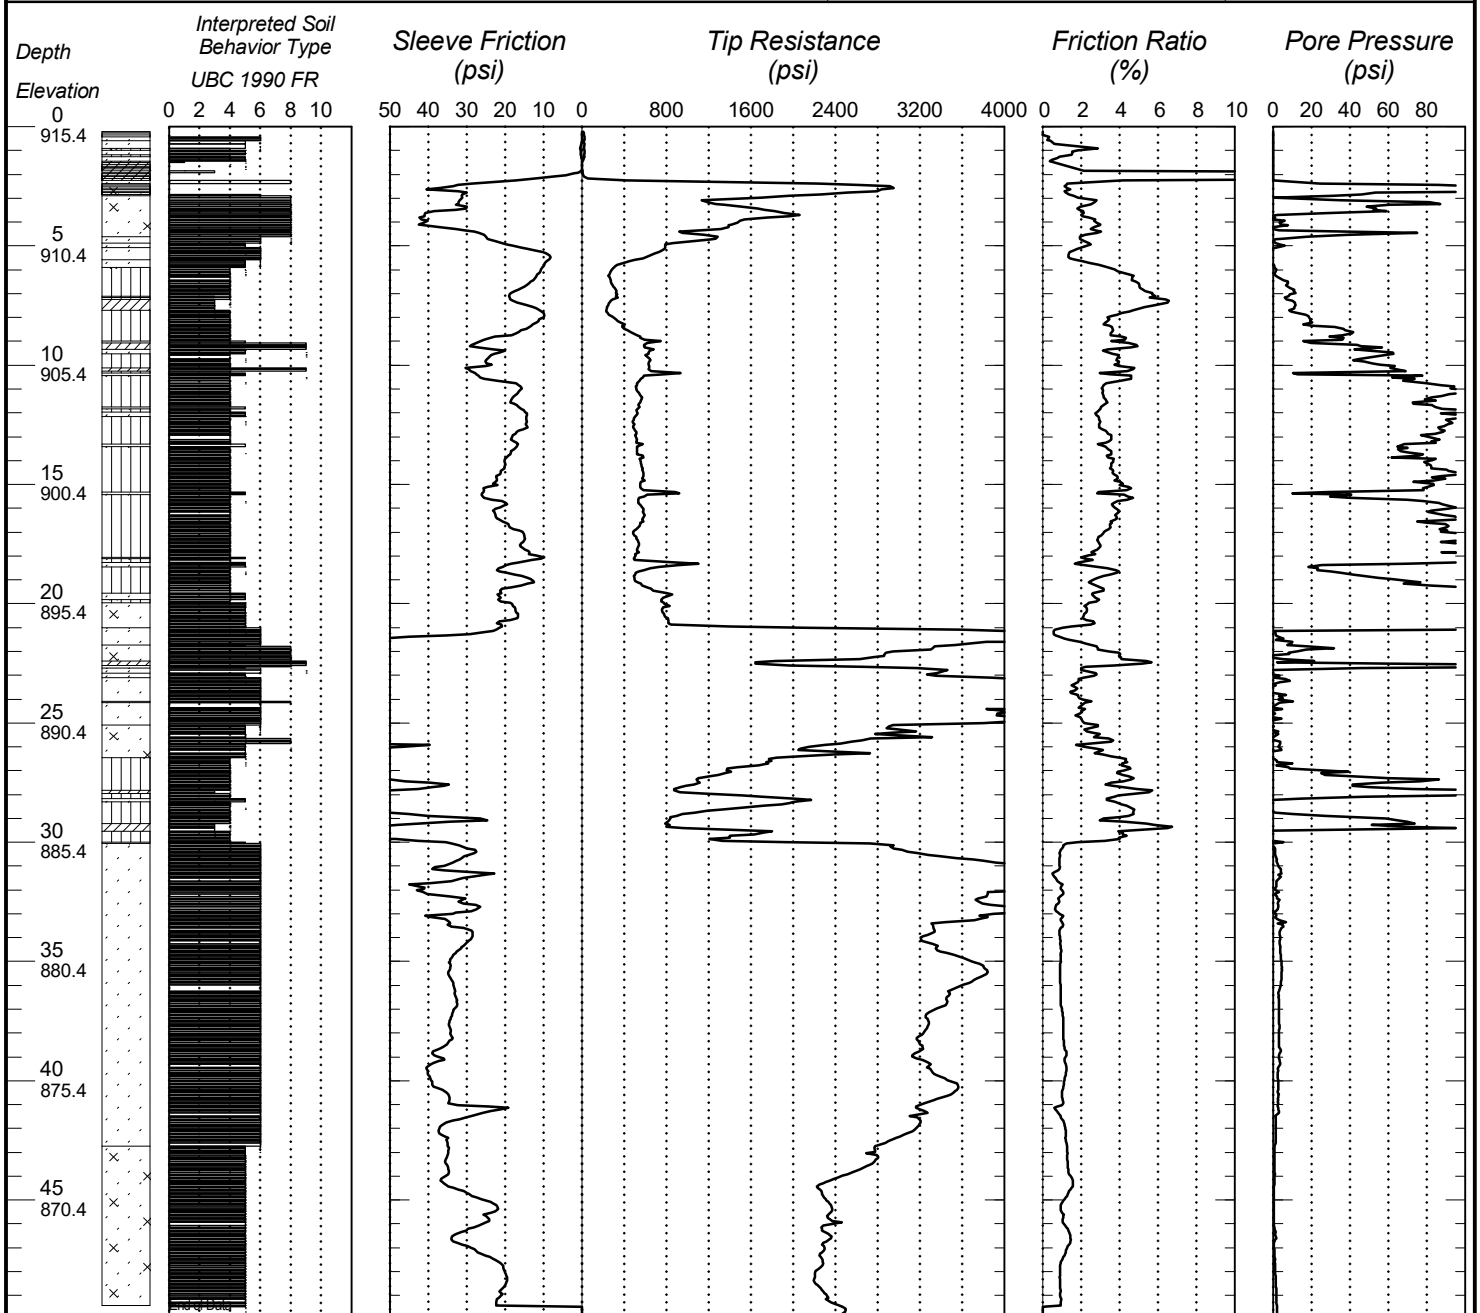 Depth
Elevation
Interpreted Soil
Behavior Type
UBC 1990 FR
Sleeve Friction
(psi)
Tip Resistance
(psi)
Friction Ratio
(%)
Pore Pressure
(psi)
0 2 4 6 8 10
50 40 30 20 10 0
800 1600 2400 3200 4000
0 2 4 6 8 10
0 20 40 60 80
0
915.4
5
910.4
10
905.4
15
900.4
20
895.4
25
890.4
30
885.4
35
880.4
40
875.4
45
870.4
End of Data